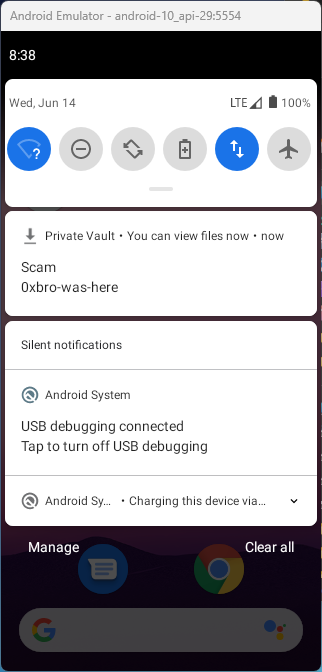 Android Emulator - android-10_api-29:5554
8:38
Wed, Jun 14 LTE 100%
?
Private Vault • You can view files now • now
Scam
0xbro-was-here
Silent notifications
Android System
USB debugging connected
Tap to turn off USB debugging
Android Sy… • Charging this device via…
Manage Clear all
G